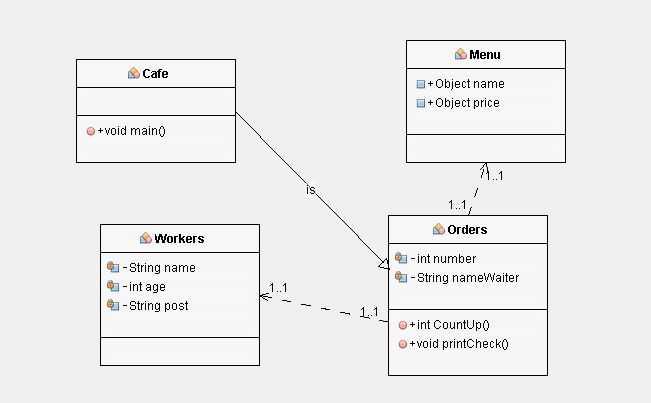 Cafe
+void main()
Menu
+Object name
+Object price
is
1..1
1..1
Workers
-String name
-int age
-String post
1..1
1..1
Orders
-int number
-String nameWaiter
+int CountUp()
+void printCheck()